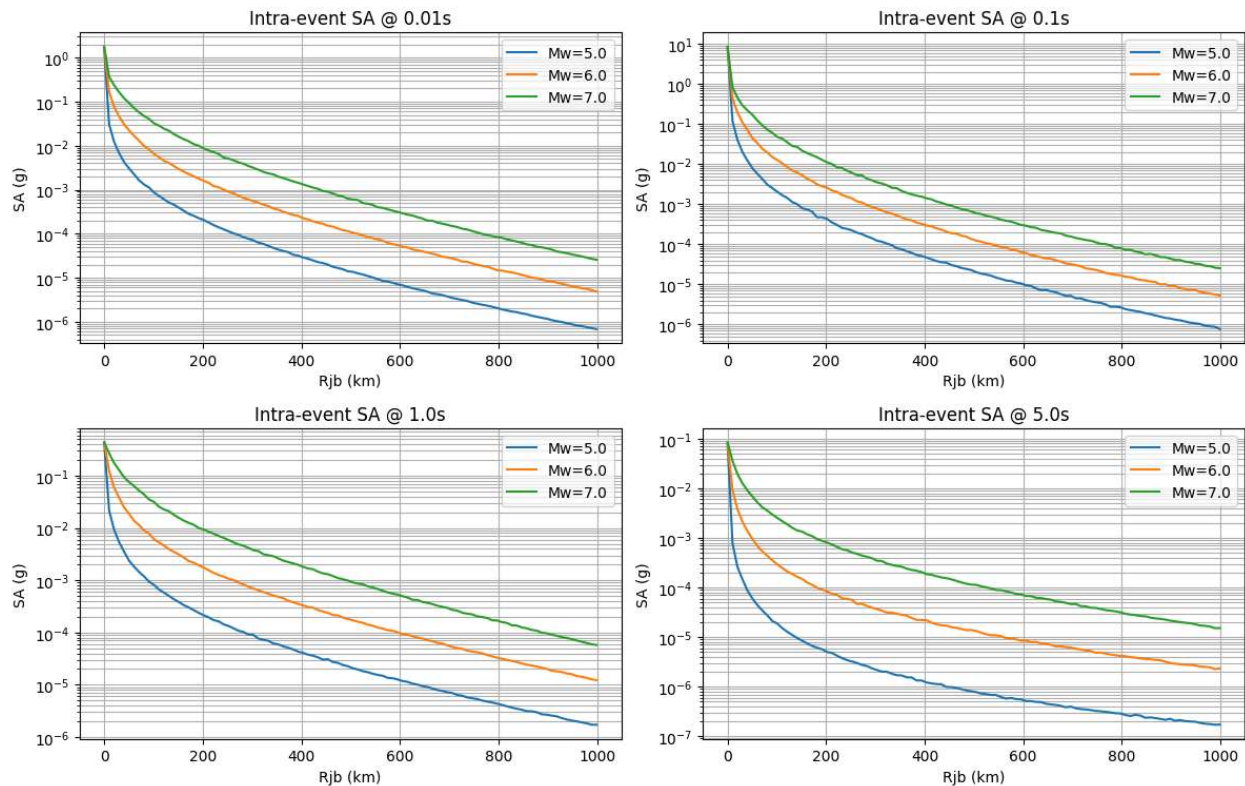 Intra-event SA @ 0.01s
SA (g)
10⁰
10⁻¹
10⁻²
10⁻³
10⁻⁴
10⁻⁵
10⁻⁶
Mw=5.0
Mw=6.0
Mw=7.0
0 200 400 600 800 1000
Rjb (km)
Intra-event SA @ 0.1s
SA (g)
10¹
10⁰
10⁻¹
10⁻²
10⁻³
10⁻⁴
10⁻⁵
10⁻⁶
Mw=5.0
Mw=6.0
Mw=7.0
0 200 400 600 800 1000
Rjb (km)
Intra-event SA @ 1.0s
SA (g)
10⁻¹
10⁻²
10⁻³
10⁻⁴
10⁻⁵
10⁻⁶
Mw=5.0
Mw=6.0
Mw=7.0
0 200 400 600 800 1000
Rjb (km)
Intra-event SA @ 5.0s
SA (g)
10⁻¹
10⁻²
10⁻³
10⁻⁴
10⁻⁵
10⁻⁶
10⁻⁷
Mw=5.0
Mw=6.0
Mw=7.0
0 200 400 600 800 1000
Rjb (km)